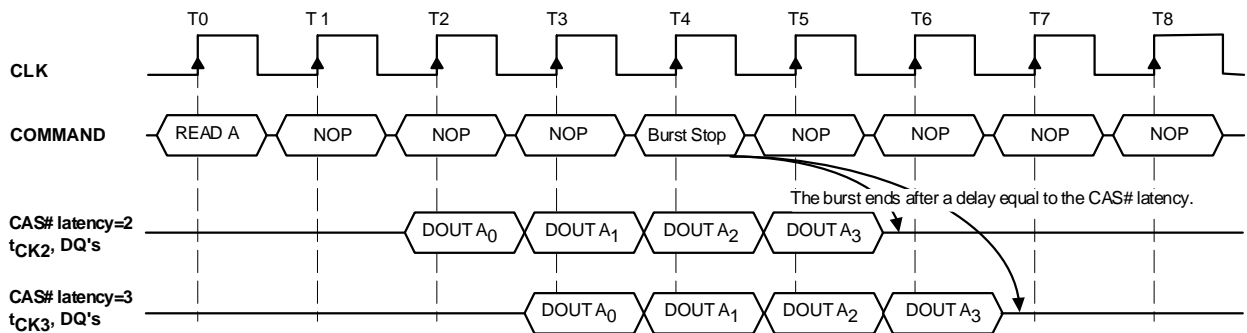 T0 T 1 T2 T3 T4 T5 T6 T7 T8
CLK
COMMAND READ A NOP NOP NOP Burst Stop NOP NOP NOP NOP
The burst ends after a delay equal to the CAS# latency.
CAS# latency=2
tCK2, DQ's DOUT A0 DOUT A1 DOUT A2 DOUT A3
CAS# latency=3
tCK3, DQ's DOUT A0 DOUT A1 DOUT A2 DOUT A3